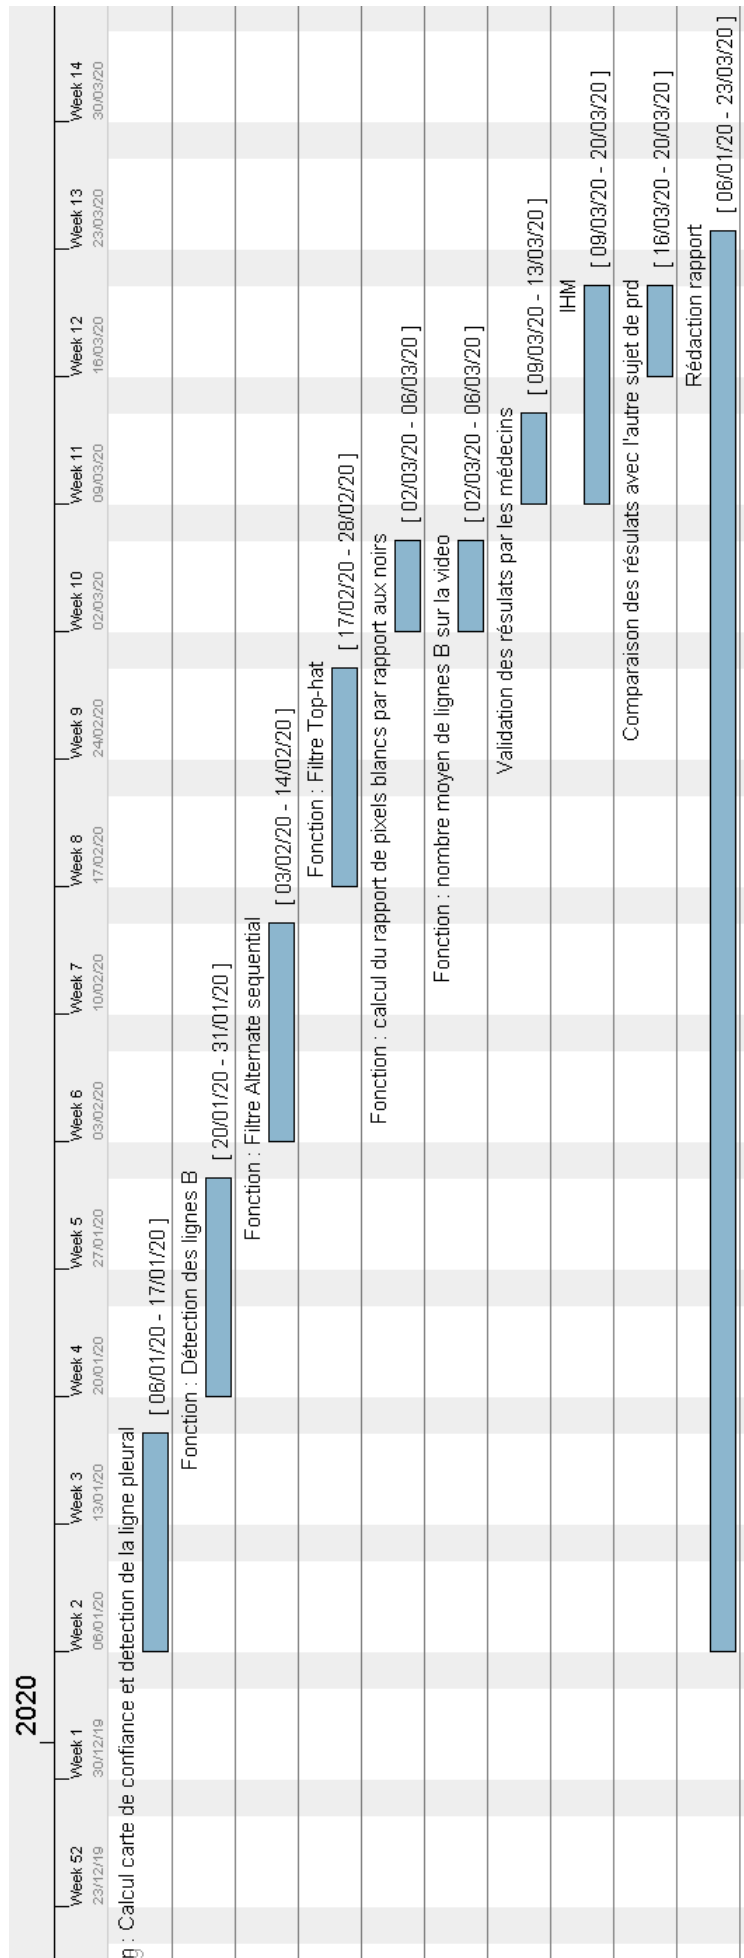 2020
Week 52
Week 1
Week 2
Week 3
Week 4
Week 5
Week 6
Week 7
Week 8
Week 9
Week 10
Week 11
Week 12
Week 13
Week 14
23/12/19
30/12/19
06/01/20
13/01/20
20/01/20
27/01/20
03/02/20
10/02/20
17/02/20
24/02/20
02/03/20
09/03/20
16/03/20
23/03/20
30/03/20
: Calcul carte de confiance et detection de la ligne pleural
[ 06/01/20 - 17/01/20 ]
Fonction : Détection des lignes B
[ 20/01/20 - 31/01/20 ]
Fonction : Filtre Alternate sequential
[ 03/02/20 - 14/02/20 ]
Fonction : Filtre Top-hat
[ 17/02/20 - 28/02/20 ]
Fonction : calcul du rapport de pixels blancs par rapport aux noirs
[ 02/03/20 - 06/03/20 ]
Fonction : nombre moyen de lignes B sur la video
[ 02/03/20 - 06/03/20 ]
Validation des résulats par les médecins
[ 09/03/20 - 13/03/20 ]
IHM
[ 09/03/20 - 20/03/20 ]
Comparaison des résulats avec l'autre sujet de prd
[ 16/03/20 - 20/03/20 ]
Rédaction rapport
[ 06/01/20 - 23/03/20 ]